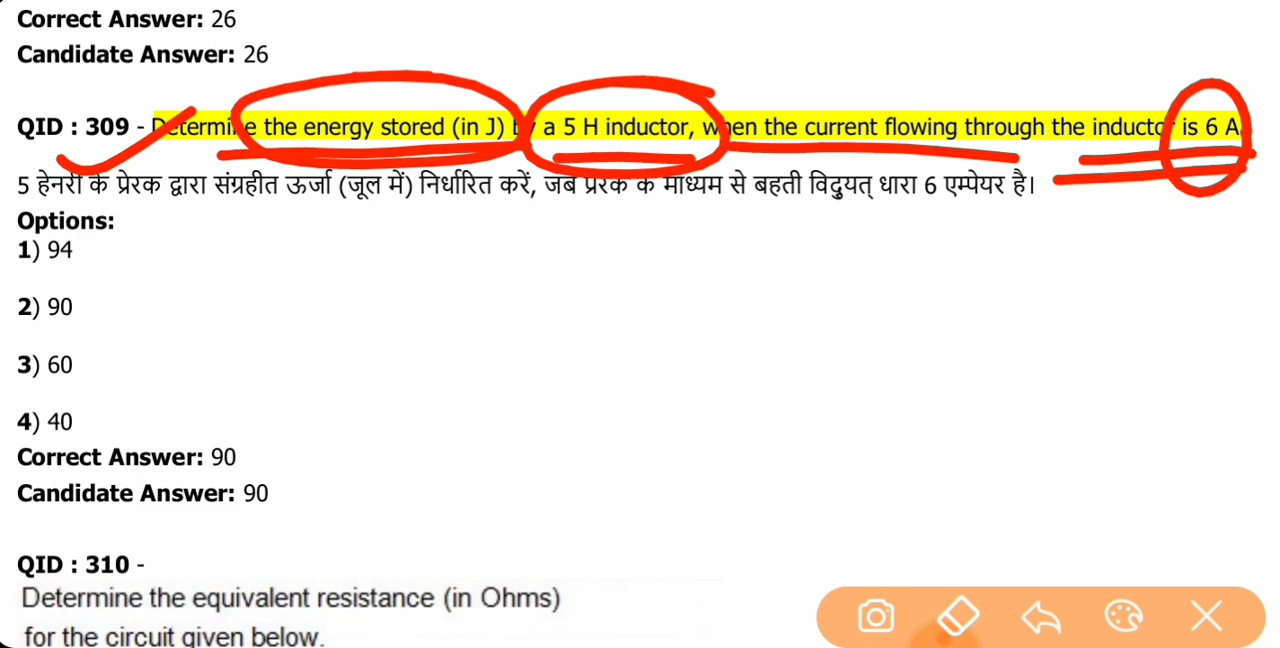 Correct Answer: 26
Candidate Answer: 26
QID : 309 - Determine the energy stored (in J) by a 5 H inductor, when the current flowing through the inductor is 6 A.
5 हेनरी के प्रेरक द्वारा संग्रहीत ऊर्जा (जूल में) निर्धारित करें, जब प्रेरक के माध्यम से बहती विद्युयत् धारा 6 एम्पेयर है।
Options:
1) 94
2) 90
3) 60
4) 40
Correct Answer: 90
Candidate Answer: 90
QID : 310 -
Determine the equivalent resistance (in Ohms)
for the circuit given below.